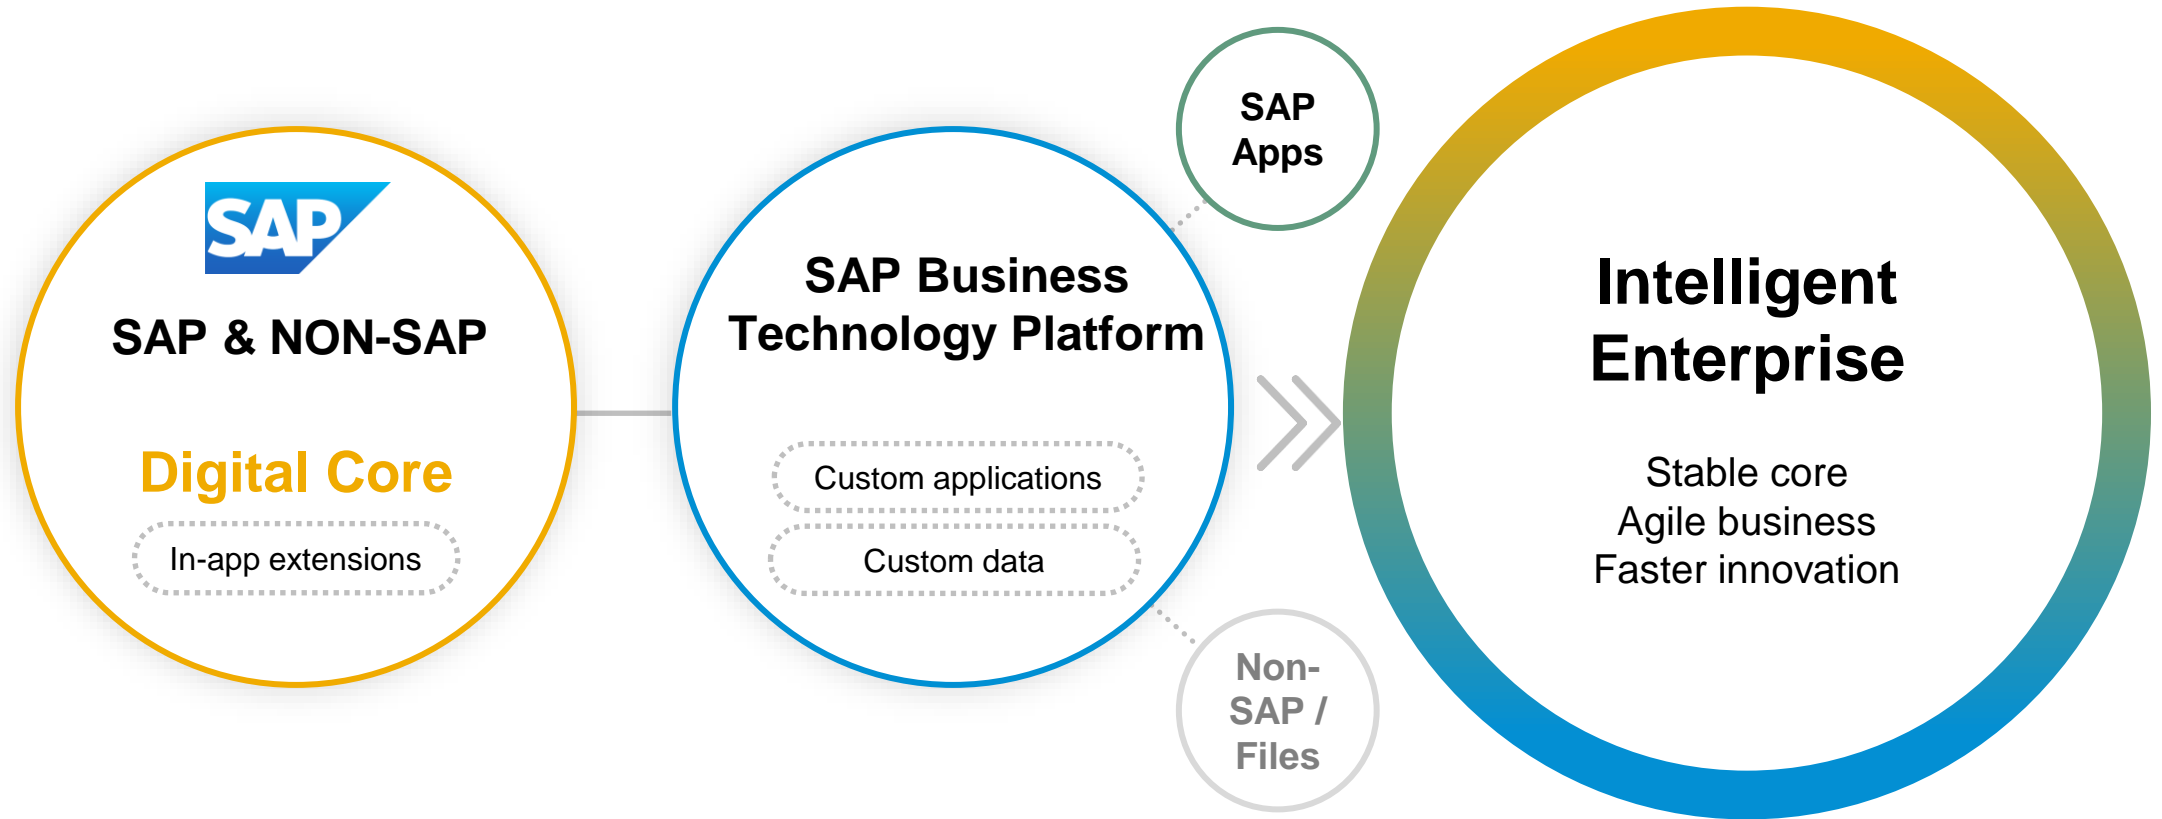 SAP
SAP & NON-SAP
Digital Core
In-app extensions
SAP Business
Technology Platform
Custom applications
Custom data
SAP
Apps
Non-
SAP /
Files
Intelligent
Enterprise
Stable core
Agile business
Faster innovation